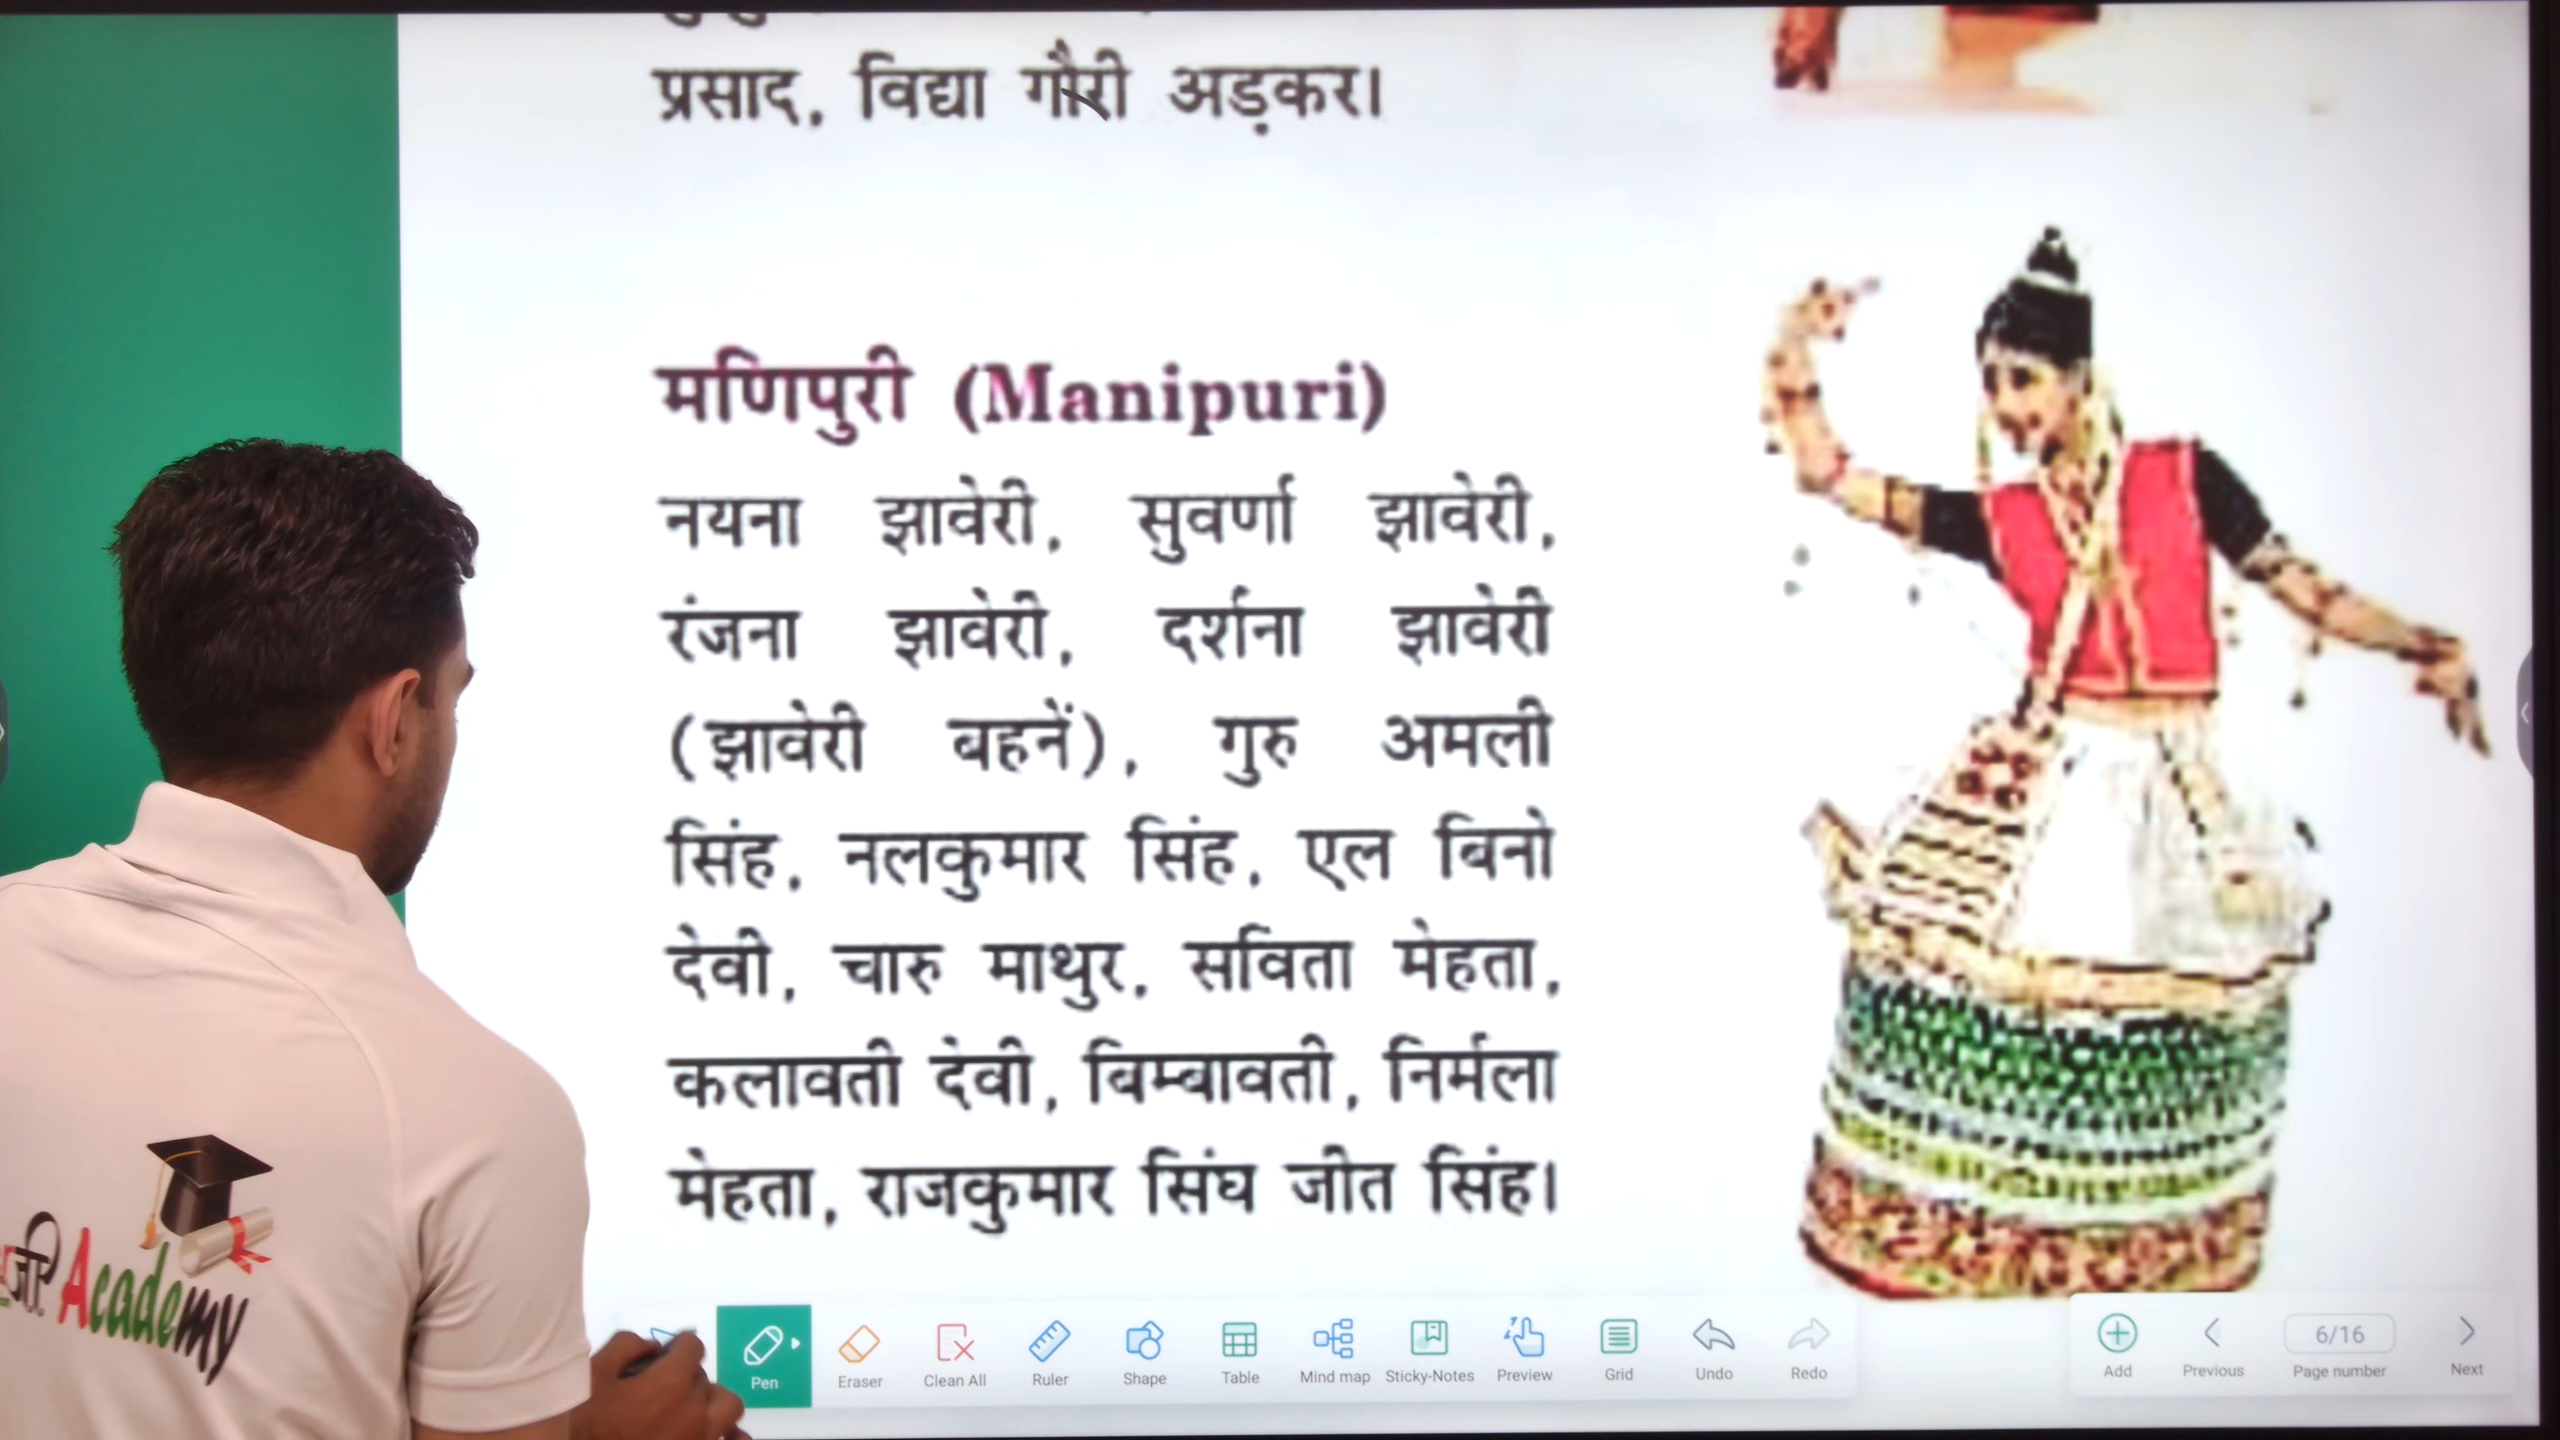 प्रसाद, विद्या गौरी अड़कर।
मणिपुरी (Manipuri)
नयना झावेरी, सुवर्णा झावेरी,
रंजना झावेरी, दर्शना झावेरी
(झावेरी बहनें), गुरु अमली
सिंह, नलकुमार सिंह, एल बिनो
देवी, चारु माथुर, सविता मेहता,
कलावती देवी, बिम्बावती, निर्मला
मेहता, राजकुमार सिंघ जीत सिंह।
Academy
Pen Eraser Clean All Ruler Shape Table Mind map Sticky-Notes Preview Grid Undo Redo Add Previous Page number Next
6/16